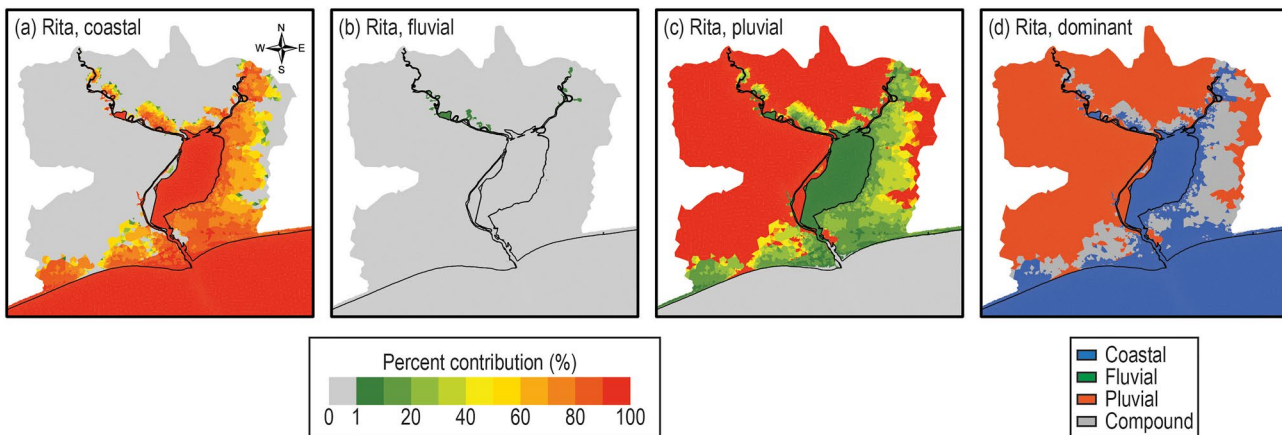 (a) Rita, coastal
N
W E
S
(b) Rita, fluvial
(c) Rita, pluvial
(d) Rita, dominant
Percent contribution (%)
0 1 20 40 60 80 100
Coastal
Fluvial
Pluvial
Compound